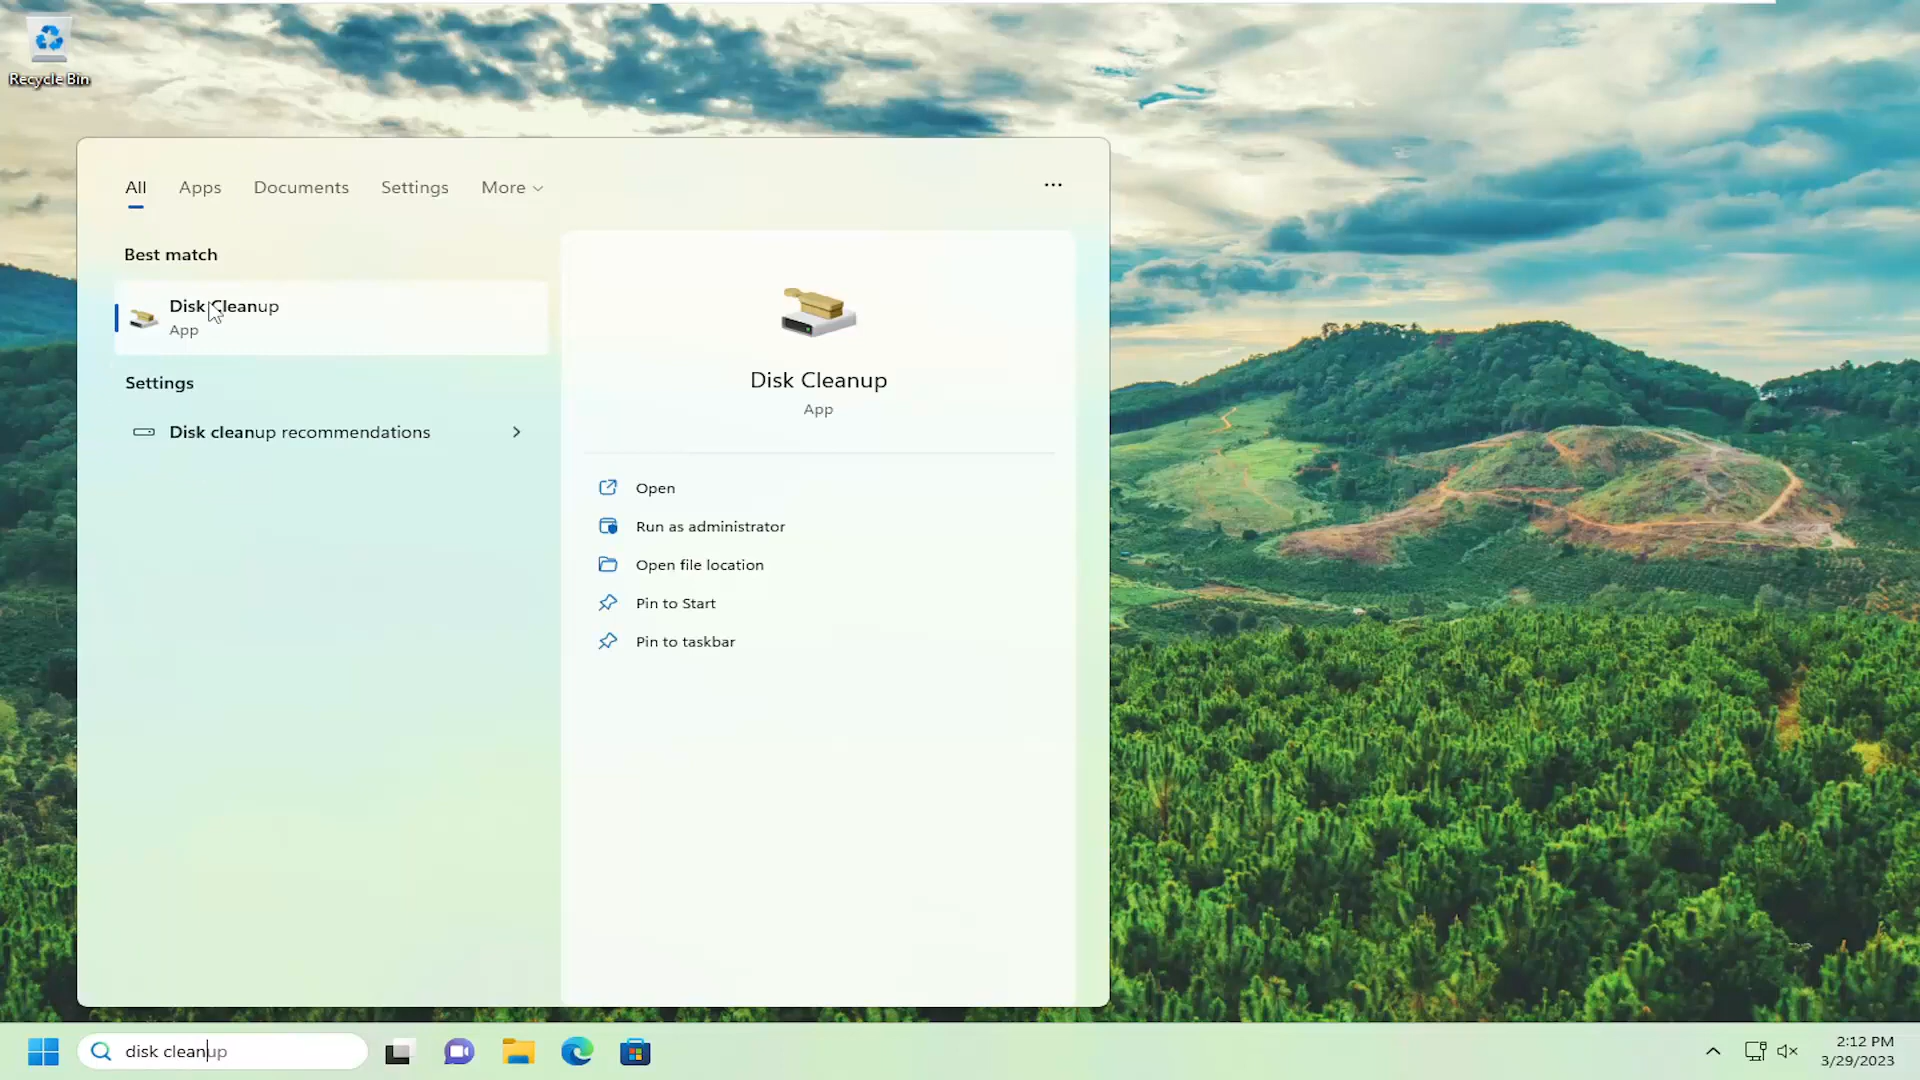 Recycle Bin
All Apps Documents Settings More
Best match
Disk Cleanup
App
Settings
Disk cleanup recommendations
Disk Cleanup
App
Open
Run as administrator
Open file location
Pin to Start
Pin to taskbar
disk cleanup
2:12 PM
3/29/2023